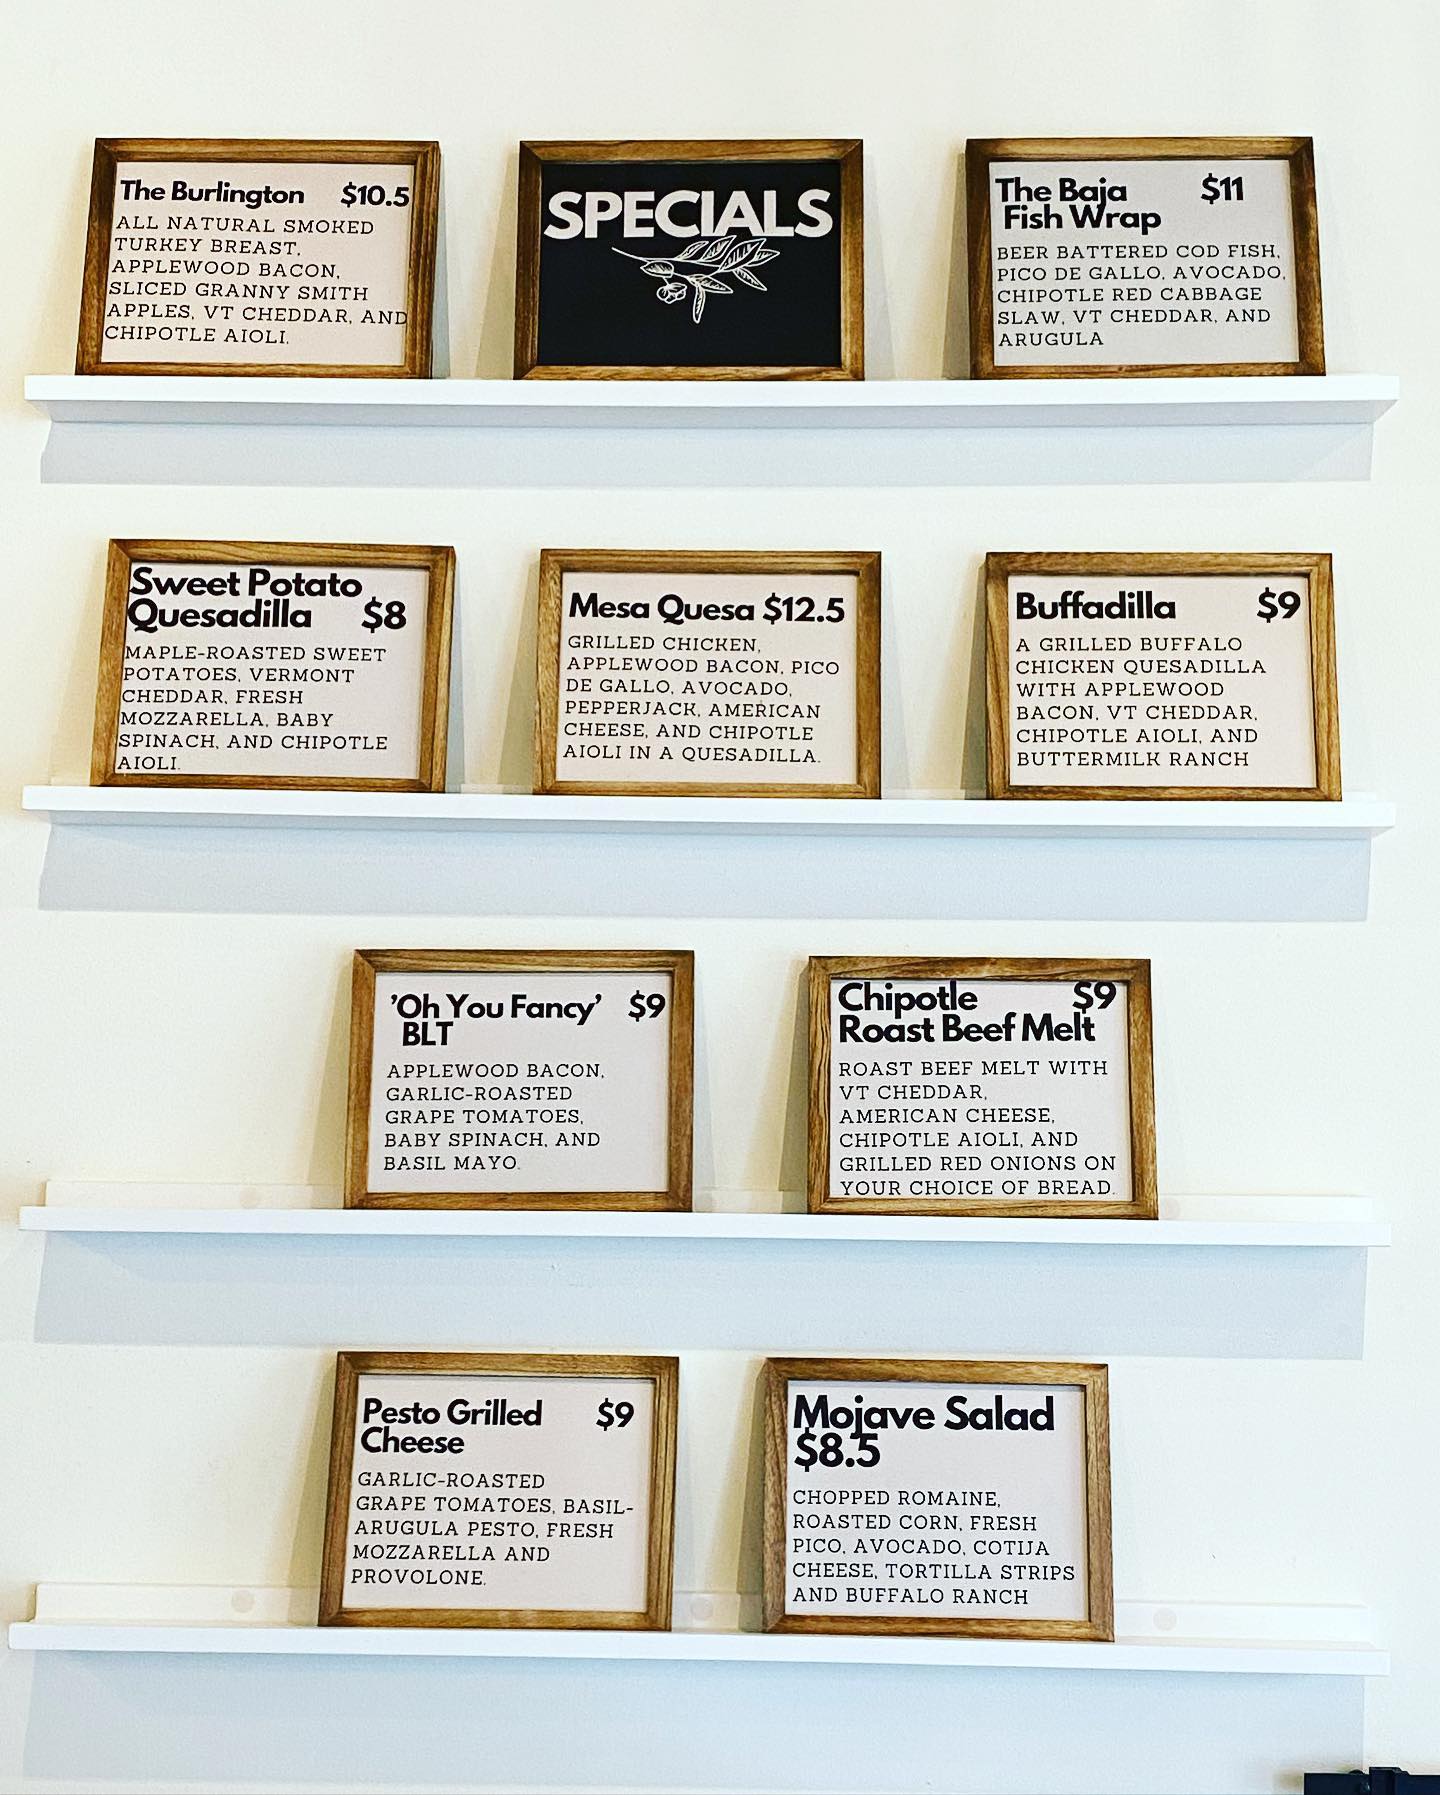 The Burlington $10.5
ALL NATURAL SMOKED
TURKEY BREAST,
APPLEWOOD BACON,
SLICED GRANNY SMITH
APPLES, VT CHEDDAR, AND
CHIPOTLE AIOLI.
SPECIALS
The Baja $11
Fish Wrap
BEER BATTERED COD FISH,
PICO DE GALLO, AVOCADO,
CHIPOTLE RED CABBAGE
SLAW, VT CHEDDAR, AND
ARUGULA
Sweet Potato
Quesadilla $8
MAPLE-ROASTED SWEET
POTATOES, VERMONT
CHEDDAR, FRESH
MOZZARELLA, BABY
SPINACH, AND CHIPOTLE
AIOLI.
Mesa Quesa $12.5
GRILLED CHICKEN,
APPLEWOOD BACON, PICO
DE GALLO, AVOCADO,
PEPPERJACK, AMERICAN
CHEESE, AND CHIPOTLE
AIOLI IN A QUESADILLA.
Buffadilla $9
A GRILLED BUFFALO
CHICKEN QUESADILLA
WITH APPLEWOOD
BACON, VT CHEDDAR,
CHIPOTLE AIOLI, AND
BUTTERMILK RANCH
'Oh You Fancy' $9
BLT
APPLEWOOD BACON,
GARLIC-ROASTED
GRAPE TOMATOES,
BABY SPINACH, AND
BASIL MAYO.
Chipotle $9
Roast Beef Melt
ROAST BEEF MELT WITH
VT CHEDDAR,
AMERICAN CHEESE,
CHIPOTLE AIOLI, AND
GRILLED RED ONIONS ON
YOUR CHOICE OF BREAD.
Pesto Grilled $9
Cheese
GARLIC-ROASTED
GRAPE TOMATOES, BASIL-
ARUGULA PESTO, FRESH
MOZZARELLA AND
PROVOLONE.
Mojave Salad
$8.5
CHOPPED ROMAINE,
ROASTED CORN, FRESH
PICO, AVOCADO, COTIJA
CHEESE, TORTILLA STRIPS
AND BUFFALO RANCH